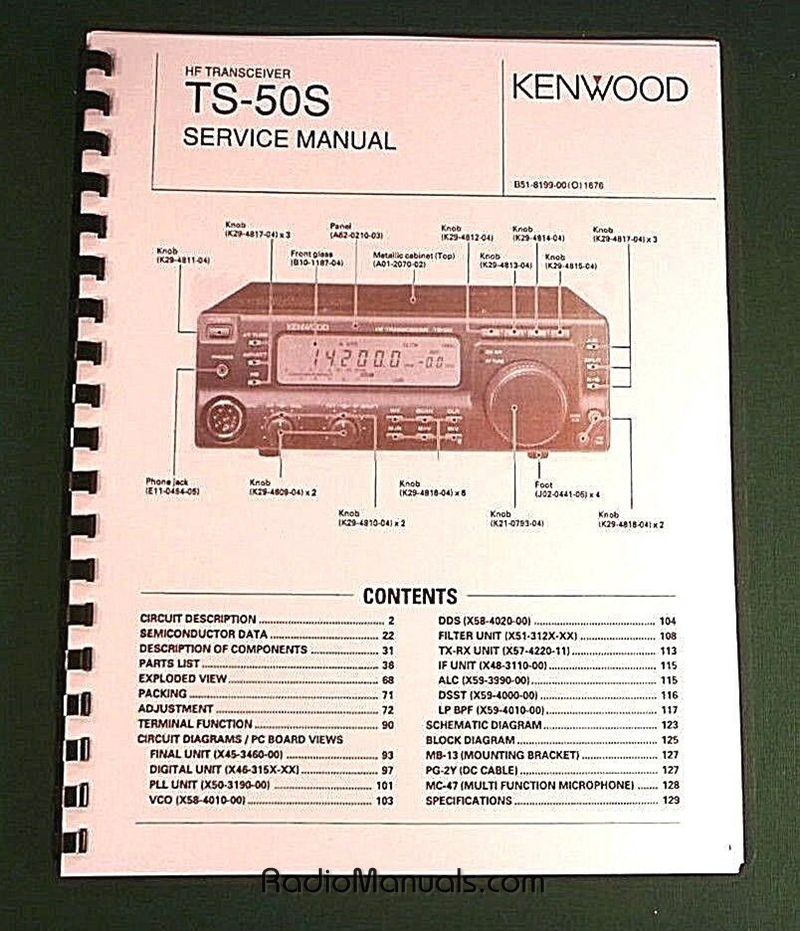 HF TRANSCEIVER
TS-50S
SERVICE MANUAL
KENWOOD
B51-8199-00(O)1676
Knob
(K29-4811-04)
Knob
(K29-4817-04) x 3
Front glass
(B10-1187-04)
Panel
(A62-0210-03)
Metallic cabinet (Top)
(A01-2070-02)
Knob
(K29-4812-04)
Knob
(K29-4813-04)
Knob
(K29-4814-04)
Knob
(K29-4815-04)
Knob
(K29-4817-04) x 3
KENWOOD
HF TRANSCEIVER
14200.0
-0.0
Phone jack
(E11-0454-05)
Knob
(K29-4809-04) x 2
Knob
(K29-4810-04) x 2
Knob
(K29-4816-04) x 6
Knob
(K21-0793-04)
Foot
(J02-0441-05) x 4
Knob
(K29-4818-04) x 2
CONTENTS
CIRCUIT DESCRIPTION 2
SEMICONDUCTOR DATA 22
DESCRIPTION OF COMPONENTS 31
PARTS LIST 38
EXPLODED VIEW 68
PACKING 71
ADJUSTMENT 72
TERMINAL FUNCTION 90
CIRCUIT DIAGRAMS / PC BOARD VIEWS
FINAL UNIT (X45-3460-00) 93
DIGITAL UNIT (X46-315X-XX) 97
PLL UNIT (X50-3190-00) 101
VCO (X58-4010-00) 103
DDS (X58-4020-00) 104
FILTER UNIT (X51-312X-XX) 108
TX-RX UNIT (X57-4220-11) 113
IF UNIT (X48-3110-00) 115
ALC (X59-3990-00) 115
DSST (X59-4000-00) 116
LP BPF (X59-4010-00) 117
SCHEMATIC DIAGRAM 123
BLOCK DIAGRAM 125
MB-13 (MOUNTING BRACKET) 127
PG-2Y (DC CABLE) 127
MC-47 (MULTI FUNCTION MICROPHONE) 128
SPECIFICATIONS 129
RadioManuals.com